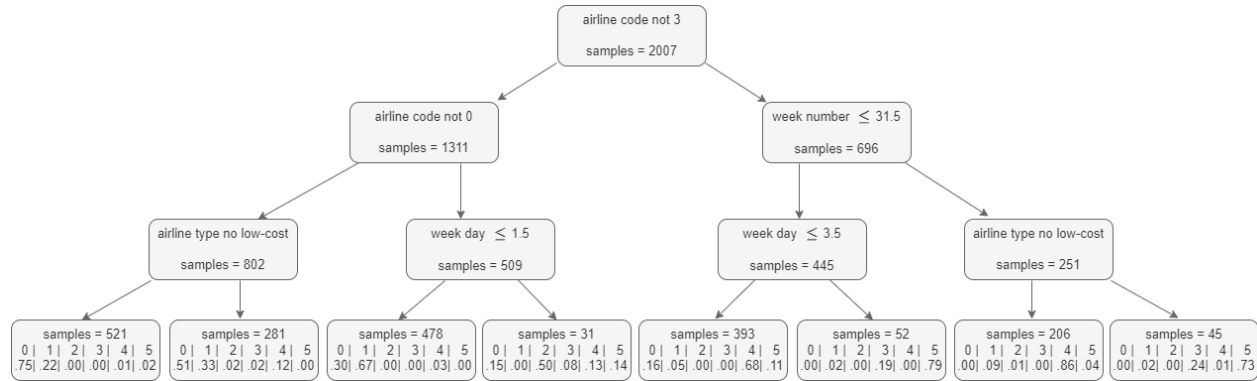 airline code not 3
samples = 2007
airline code not 0
samples = 1311
week number ≤ 31.5
samples = 696
airline type no low-cost
samples = 802
week day ≤ 1.5
samples = 509
week day ≤ 3.5
samples = 445
airline type no low-cost
samples = 251
samples = 521
0| 1| 2| 3| 4| 5
.75|.22|.00|.00|.01|.02
samples = 281
0| 1| 2| 3| 4| 5
.51|.33|.02|.02|.12|.00
samples = 478
0| 1| 2| 3| 4| 5
.30|.67|.00|.00|.03|.00
samples = 31
0| 1| 2| 3| 4| 5
.15|.00|.50|.08|.13|.14
samples = 393
0| 1| 2| 3| 4| 5
.16|.05|.00|.00|.68|.11
samples = 52
0| 1| 2| 3| 4| 5
.00|.02|.00|.19|.00|.79
samples = 206
0| 1| 2| 3| 4| 5
.00|.09|.01|.00|.86|.04
samples = 45
0| 1| 2| 3| 4| 5
.00|.02|.00|.24|.01|.73